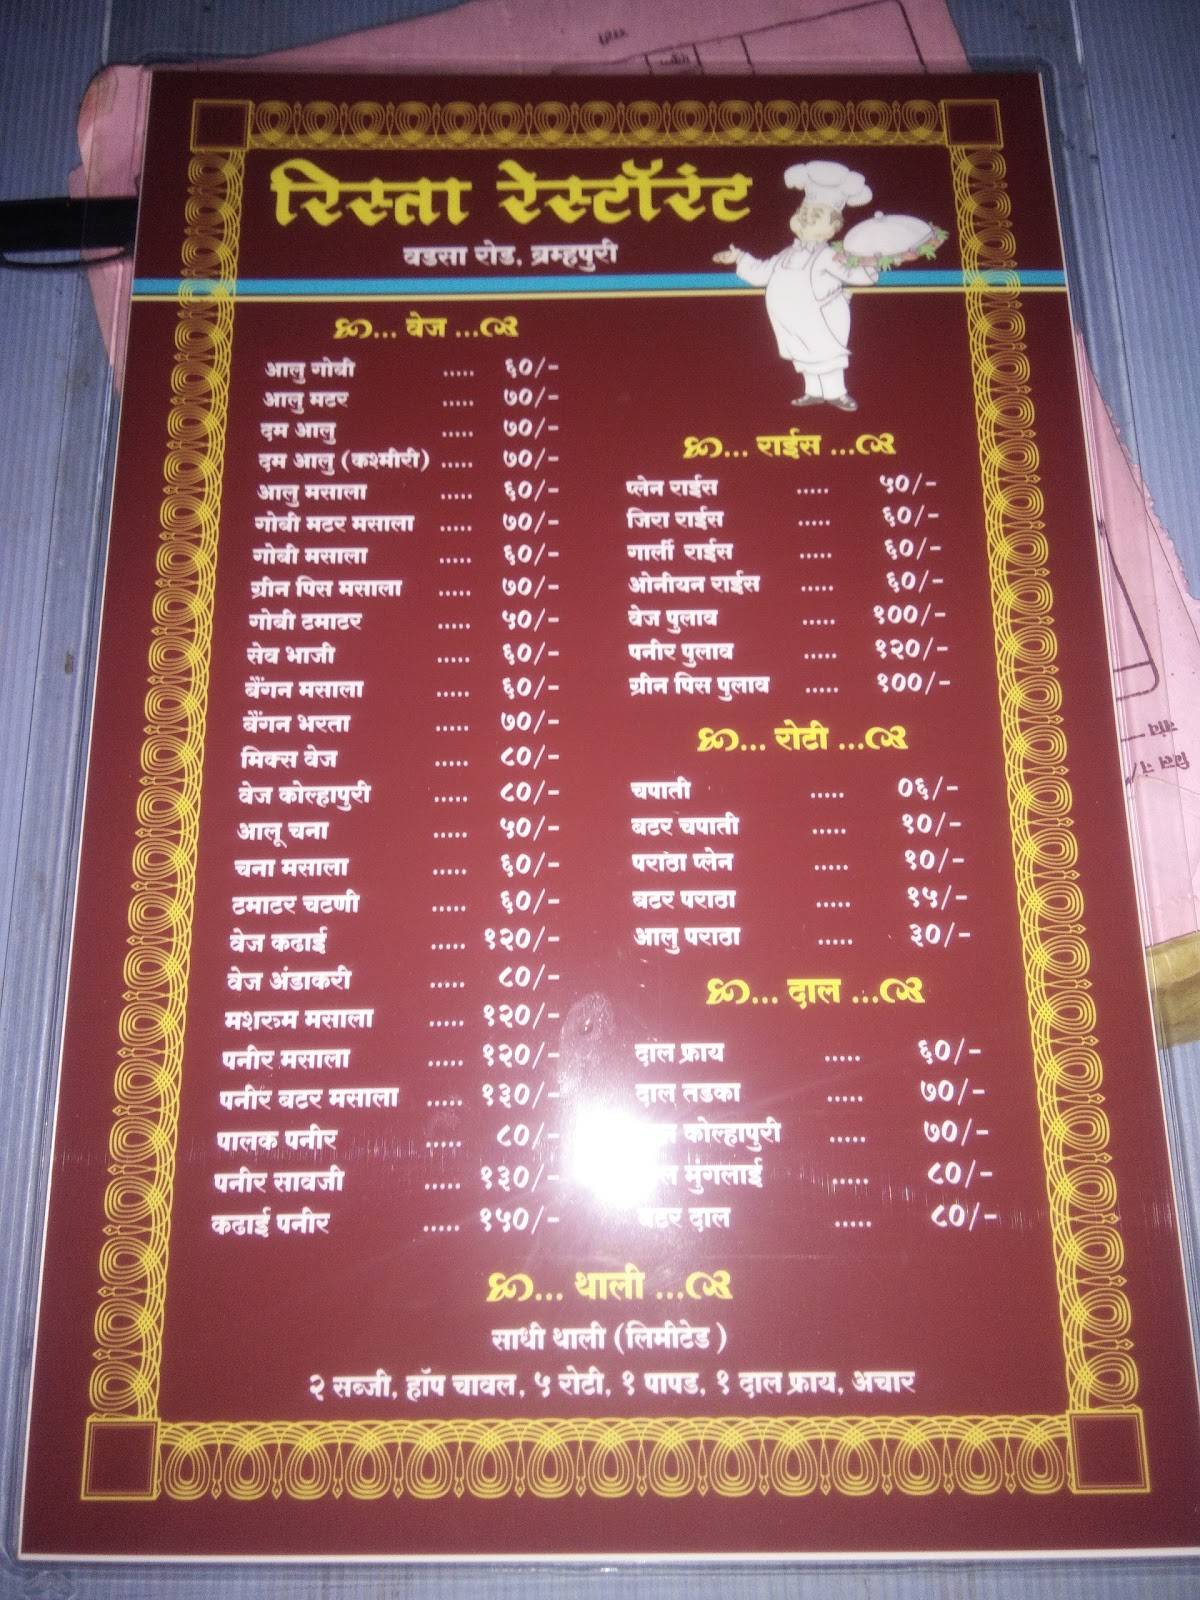 रिस्ता रेस्टॉरंट
वडसा रोड, ब्रम्हपुरी
... वेज ...
आलु गोबी ..... ६०/-
आलु मटर ..... ७०/-
दम आलु ..... ७०/-
दम आलु (कश्मीरी) ..... ७०/-
आलु मसाला ..... ६०/-
गोबी मटर मसाला ..... ७०/-
गोबी मसाला ..... ६०/-
ग्रीन पिस मसाला ..... ७०/-
गोबी टमाटर ..... ५०/-
सेव भाजी ..... ६०/-
बैंगन मसाला ..... ६०/-
बैंगन भरता ..... ७०/-
मिक्स वेज ..... ८०/-
वेज कोल्हापुरी ..... ८०/-
आलू चना ..... ५०/-
चना मसाला ..... ६०/-
टमाटर चटणी ..... ६०/-
वेज कढाई ..... १२०/-
वेज अंडाकरी ..... ८०/-
मशरूम मसाला ..... १२०/-
पनीर मसाला ..... १२०/-
पनीर बटर मसाला ..... १३०/-
पालक पनीर ..... ८०/-
पनीर सावजी ..... १३०/-
कढाई पनीर ..... १५०/-
... राईस ...
प्लेन राईस ..... ५०/-
जिरा राईस ..... ६०/-
गार्ली राईस ..... ६०/-
ओनीयन राईस ..... ६०/-
वेज पुलाव ..... १००/-
पनीर पुलाव ..... १२०/-
ग्रीन पिस पुलाव ..... १००/-
... रोटी ...
चपाती ..... ०६/-
बटर चपाती ..... १०/-
पराठा प्लेन ..... १०/-
बटर पराठा ..... १५/-
आलु पराठा ..... ३०/-
... दाल ...
दाल फ्राय ..... ६०/-
दाल तडका ..... ७०/-
कोल्हापुरी ..... ७०/-
मुंगलाई ..... ८०/-
बटर दाल ..... ८०/-
... थाली ...
साधी थाली (लिमीटेड )
२ सब्जी, हॉप चावल, ५ रोटी, १ पापड, १ दाल फ्राय, अचार